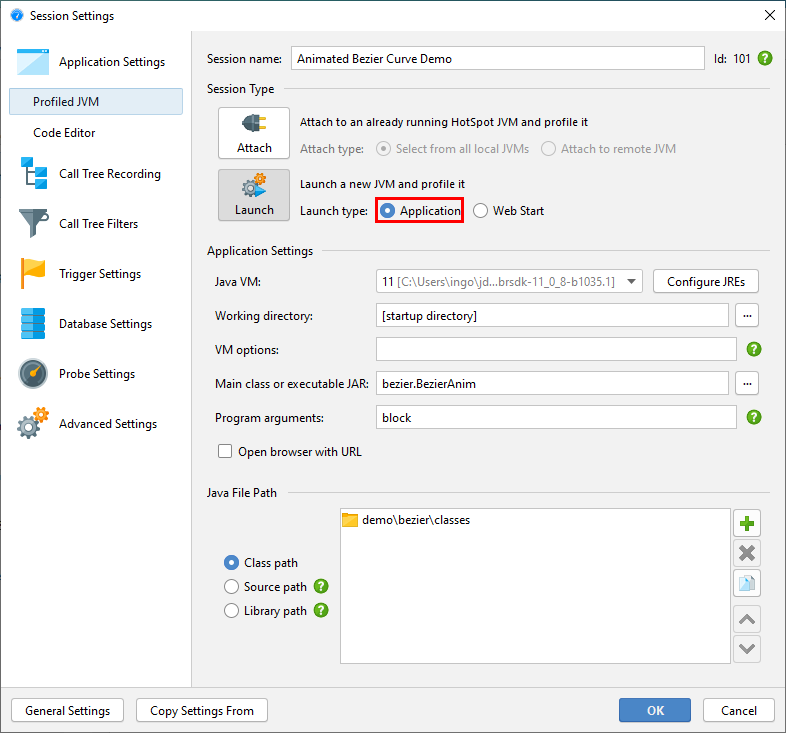 Session Settings
Application Settings
Profiled JVM
Code Editor
Call Tree Recording
Call Tree Filters
Trigger Settings
Database Settings
Probe Settings
Advanced Settings
Session name: Animated Bezier Curve Demo Id: 101 ?
Session Type
Attach
Attach to an already running HotSpot JVM and profile it
Attach type: Select from all local JVMs Attach to remote JVM
Launch
Launch a new JVM and profile it
Launch type: Application Web Start
Application Settings
Java VM: 11 [C:\Users\ingo\jd...brsdk-11_0_8-b1035.1] Configure JREs
Working directory: [startup directory] ...
VM options: ?
Main class or executable JAR: bezier.BezierAnim ...
Program arguments: block ?
Open browser with URL
Java File Path
demo\bezier\classes
Class path
Source path ?
Library path ?
General Settings Copy Settings From OK Cancel